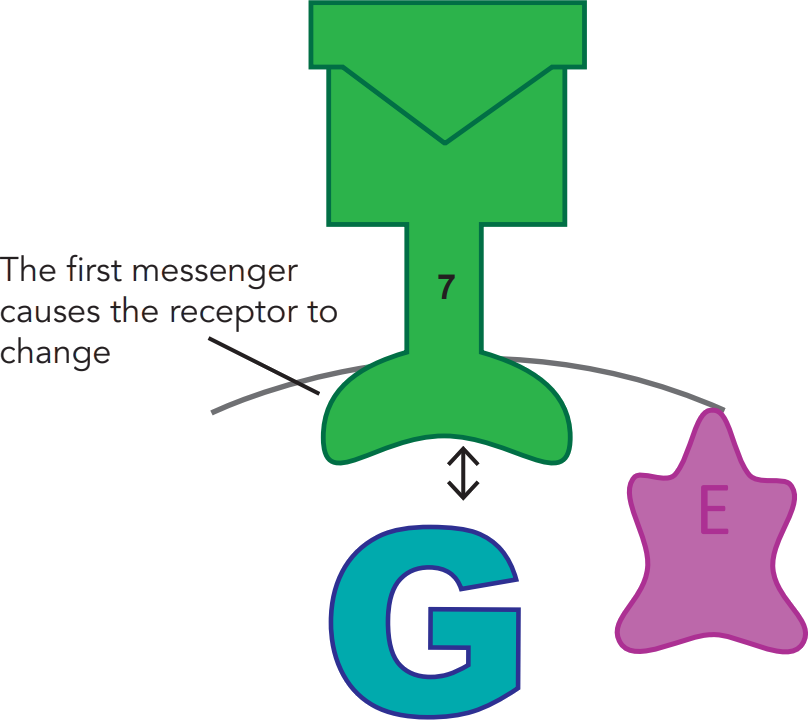 The first messenger
causes the receptor to
change
7
E
G